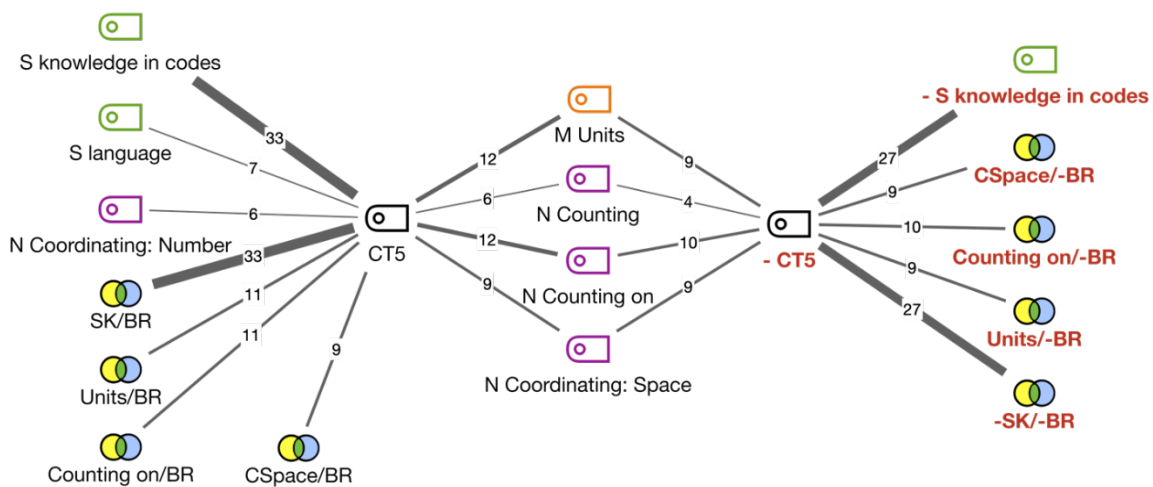 S knowledge in codes
33
S language
7
N Coordinating: Number
6
CT5
33
SK/BR
11
Units/BR
11
Counting on/BR
9
CSpace/BR
12
M Units
9
6
N Counting
4
12
N Counting on
10
9
N Coordinating: Space
9
- CT5
27
- S knowledge in codes
9
CSpace/-BR
10
Counting on/-BR
9
Units/-BR
27
-SK/-BR